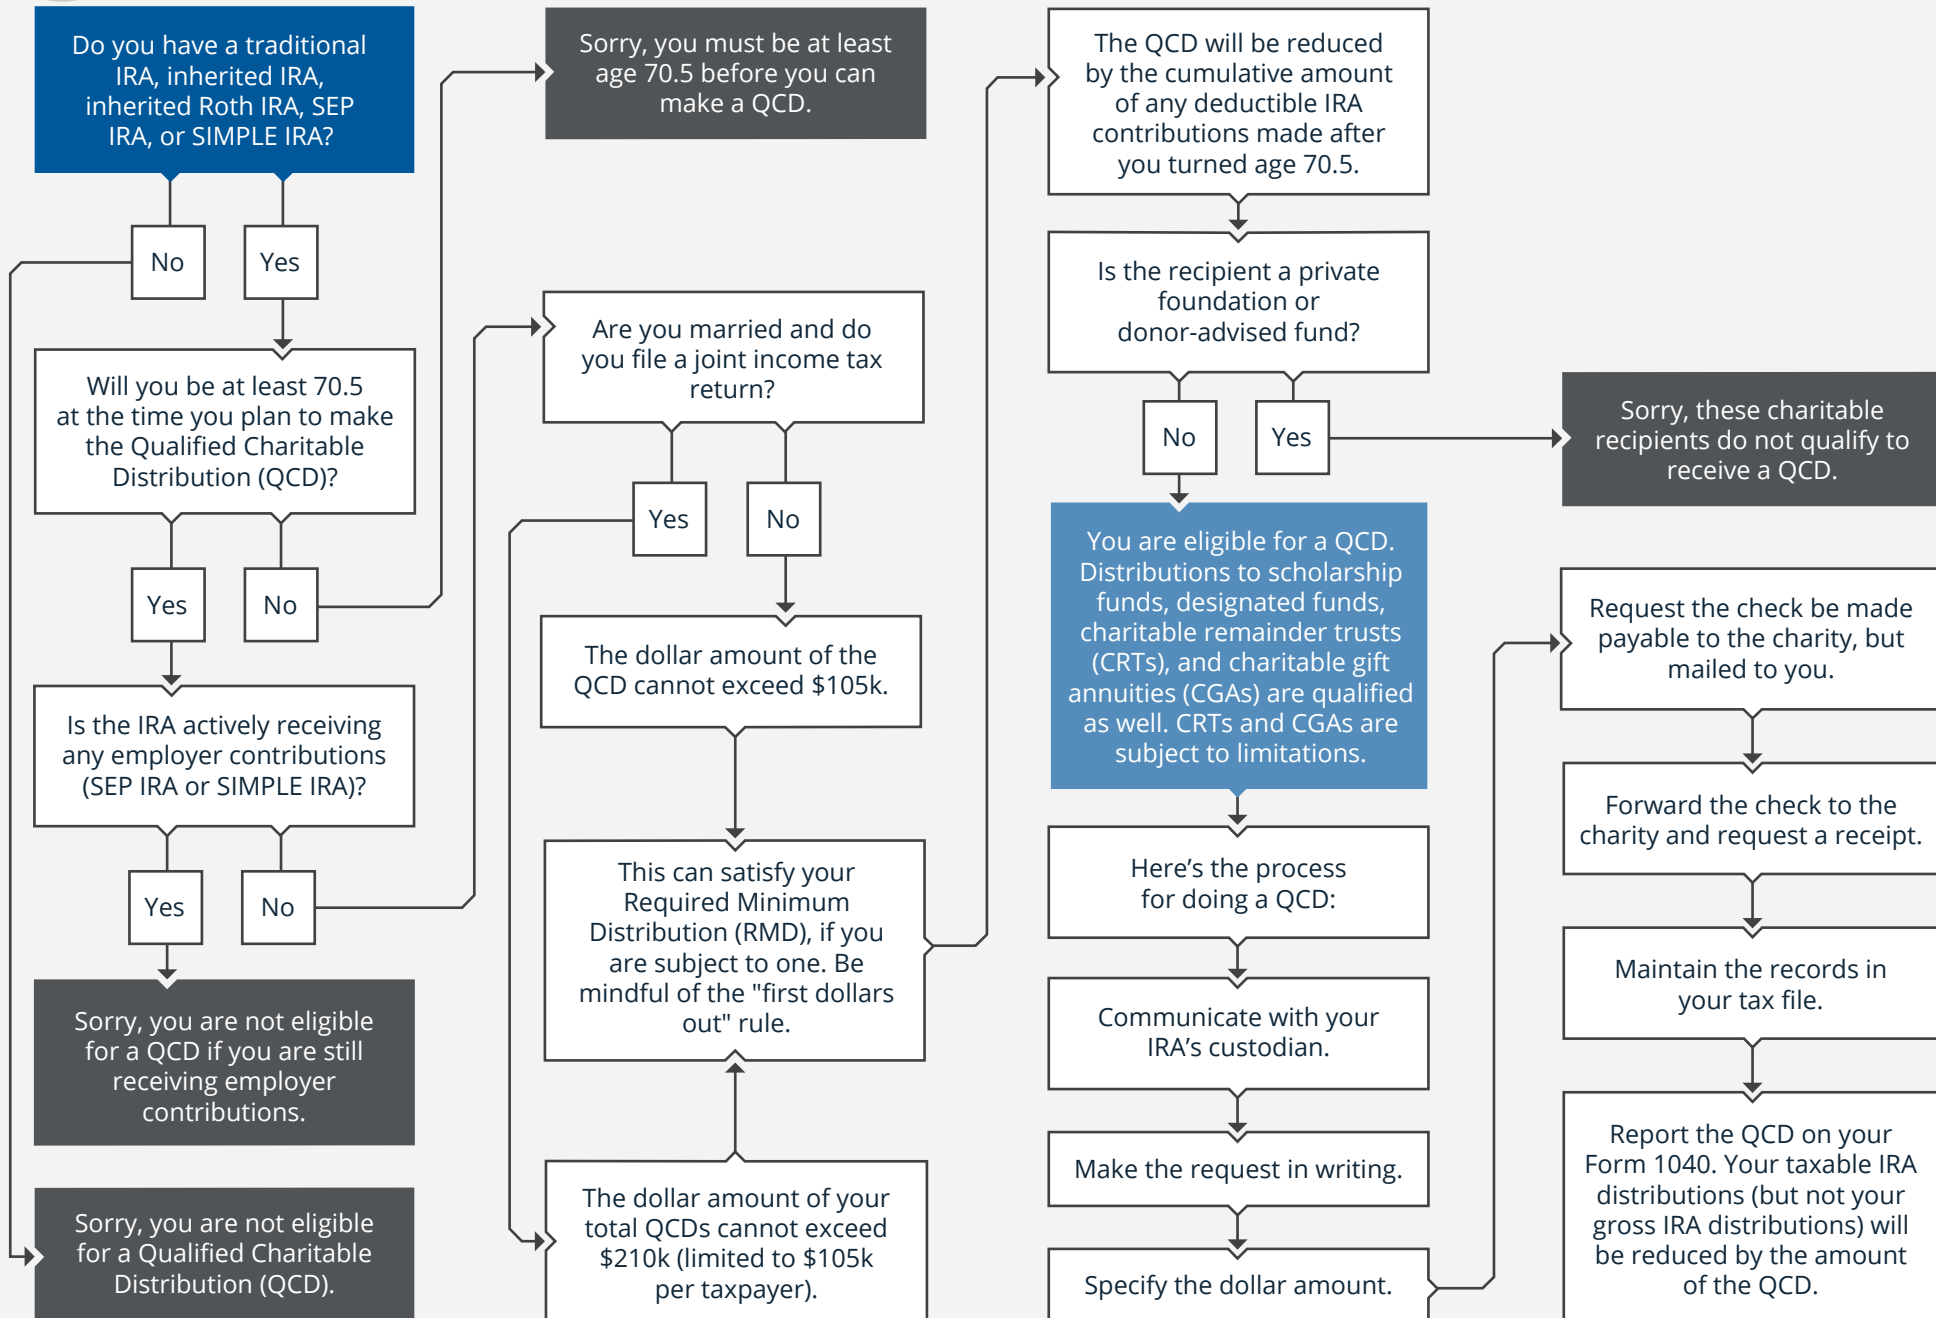 Do you have a traditional
IRA, inherited IRA,
inherited Roth IRA, SEP
IRA, or SIMPLE IRA?
No
Yes
Will you be at least 70.5
at the time you plan to make
the Qualified Charitable
Distribution (QCD)?
Yes
No
Is the IRA actively receiving
any employer contributions
(SEP IRA or SIMPLE IRA)?
Yes
No
Sorry, you are not eligible
for a QCD if you are still
receiving employer
contributions.
Sorry, you are not eligible
for a Qualified Charitable
Distribution (QCD).
Sorry, you must be at least
age 70.5 before you can
make a QCD.
Are you married and do
you file a joint income tax
return?
Yes
No
The dollar amount of the
QCD cannot exceed $105k.
This can satisfy your
Required Minimum
Distribution (RMD), if you
are subject to one. Be
mindful of the "first dollars
out" rule.
The dollar amount of your
total QCDs cannot exceed
$210k (limited to $105k
per taxpayer).
The QCD will be reduced
by the cumulative amount
of any deductible IRA
contributions made after
you turned age 70.5.
Is the recipient a private
foundation or
donor-advised fund?
No
Yes
You are eligible for a QCD.
Distributions to scholarship
funds, designated funds,
charitable remainder trusts
(CRTs), and charitable gift
annuities (CGAs) are qualified
as well. CRTs and CGAs are
subject to limitations.
Here’s the process
for doing a QCD:
Communicate with your
IRA’s custodian.
Make the request in writing.
Specify the dollar amount.
Sorry, these charitable
recipients do not qualify to
receive a QCD.
Request the check be made
payable to the charity, but
mailed to you.
Forward the check to the
charity and request a receipt.
Maintain the records in
your tax file.
Report the QCD on your
Form 1040. Your taxable IRA
distributions (but not your
gross IRA distributions) will
be reduced by the amount
of the QCD.